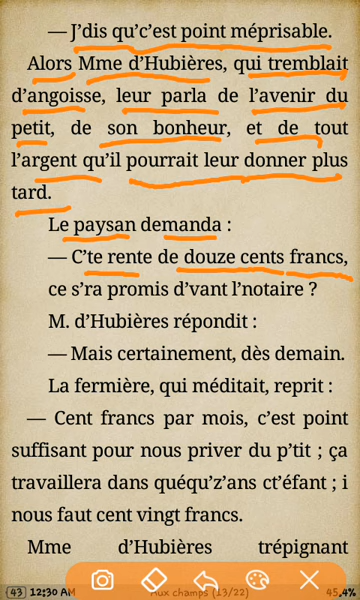 — J’dis qu’c’est point méprisable.
Alors Mme d’Hubières, qui tremblait
d’angoisse, leur parla de l’avenir du
petit, de son bonheur, et de tout
l’argent qu’il pourrait leur donner plus
tard.
Le paysan demanda :
— C’te rente de douze cents francs,
ce s’ra promis d’vant l’notaire ?
M. d’Hubières répondit :
— Mais certainement, dès demain.
La fermière, qui méditait, reprit :
— Cent francs par mois, c’est point
suffisant pour nous priver du p’tit ; ça
travaillera dans quéqu’z’ans ct’éfant ; i
nous faut cent vingt francs.
Mme d’Hubières trépignant
(43) 12:30 AM Aux champs (13/22) 45.4%